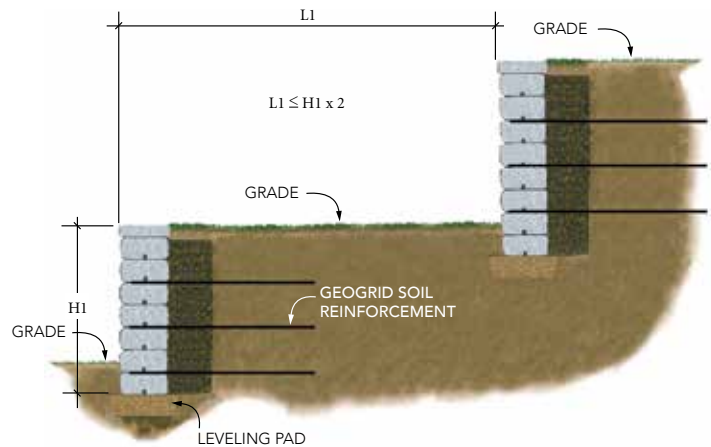 L1
GRADE
L1 ≤ H1 x 2
GRADE
H1
GEOGRID SOIL
REINFORCEMENT
GRADE
LEVELING PAD